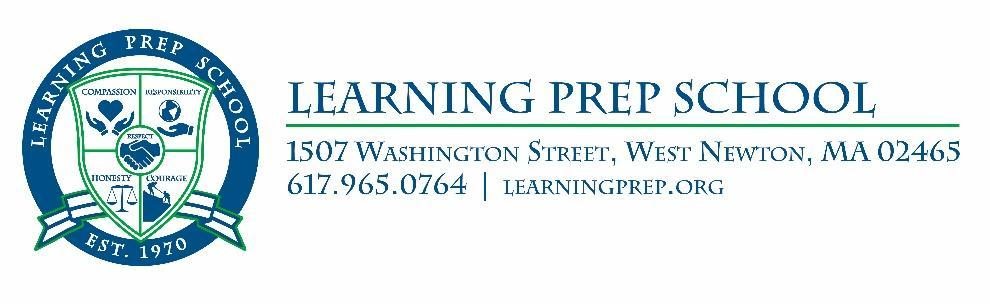 LEARNING PREP SCHOOL
COMPASSION
RESPONSIBILITY
RESPECT
HONESTY
COURAGE
EST. 1970
LEARNING PREP SCHOOL
1507 WASHINGTON STREET, WEST NEWTON, MA 02465
617.965.0764 | LEARNINGPREP.ORG